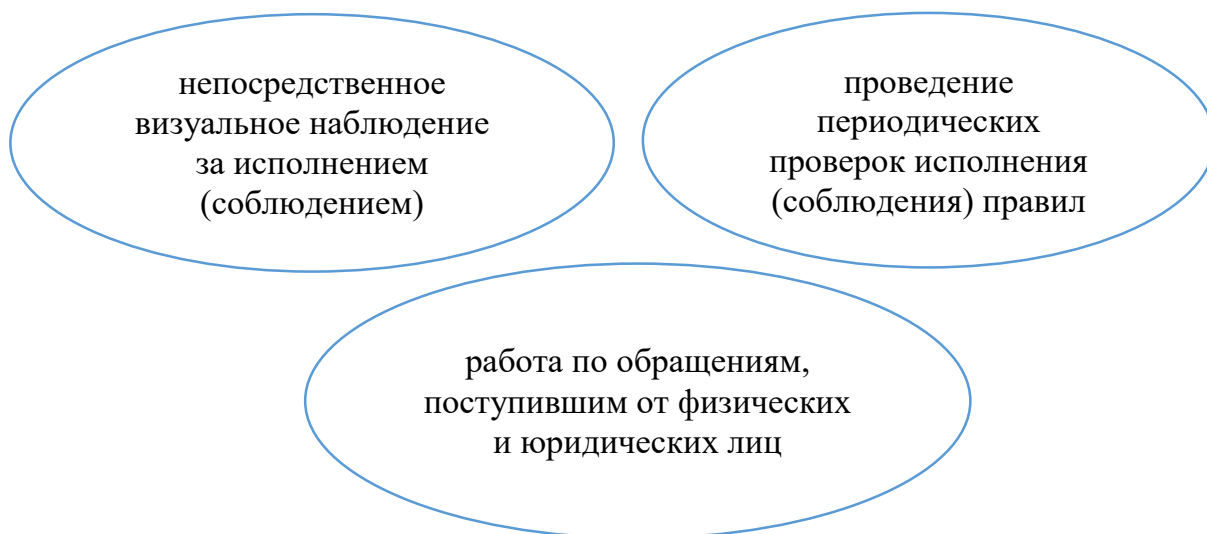 непосредственное
визуальное наблюдение
за исполнением
(соблюдением)
проведение
периодических
проверок исполнения
(соблюдения) правил
работа по обращениям,
поступившим от физических
и юридических лиц